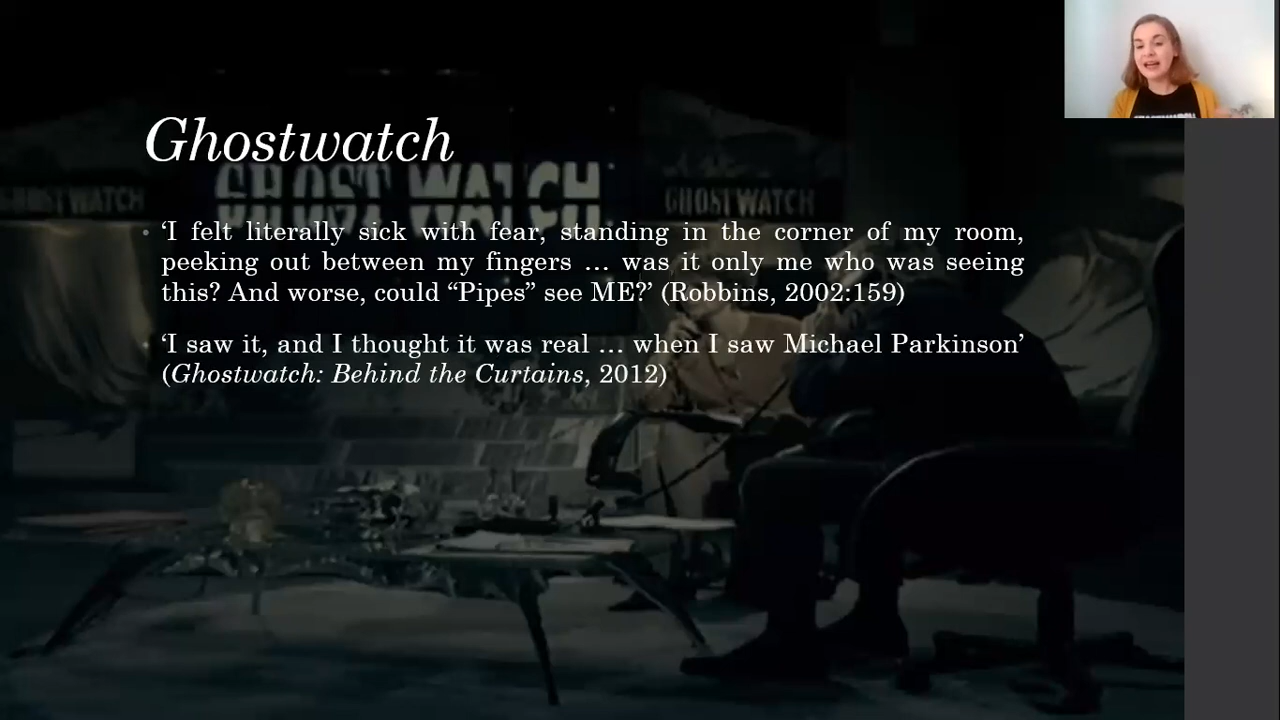 Ghostwatch
GHOSTWATCH
GHOST WATCH
GHOST WATCH
‘I felt literally sick with fear, standing in the corner of my room,
peeking out between my fingers … was it only me who was seeing
this? And worse, could “Pipes” see ME?’ (Robbins, 2002:159)
‘I saw it, and I thought it was real … when I saw Michael Parkinson’
(Ghostwatch: Behind the Curtains, 2012)